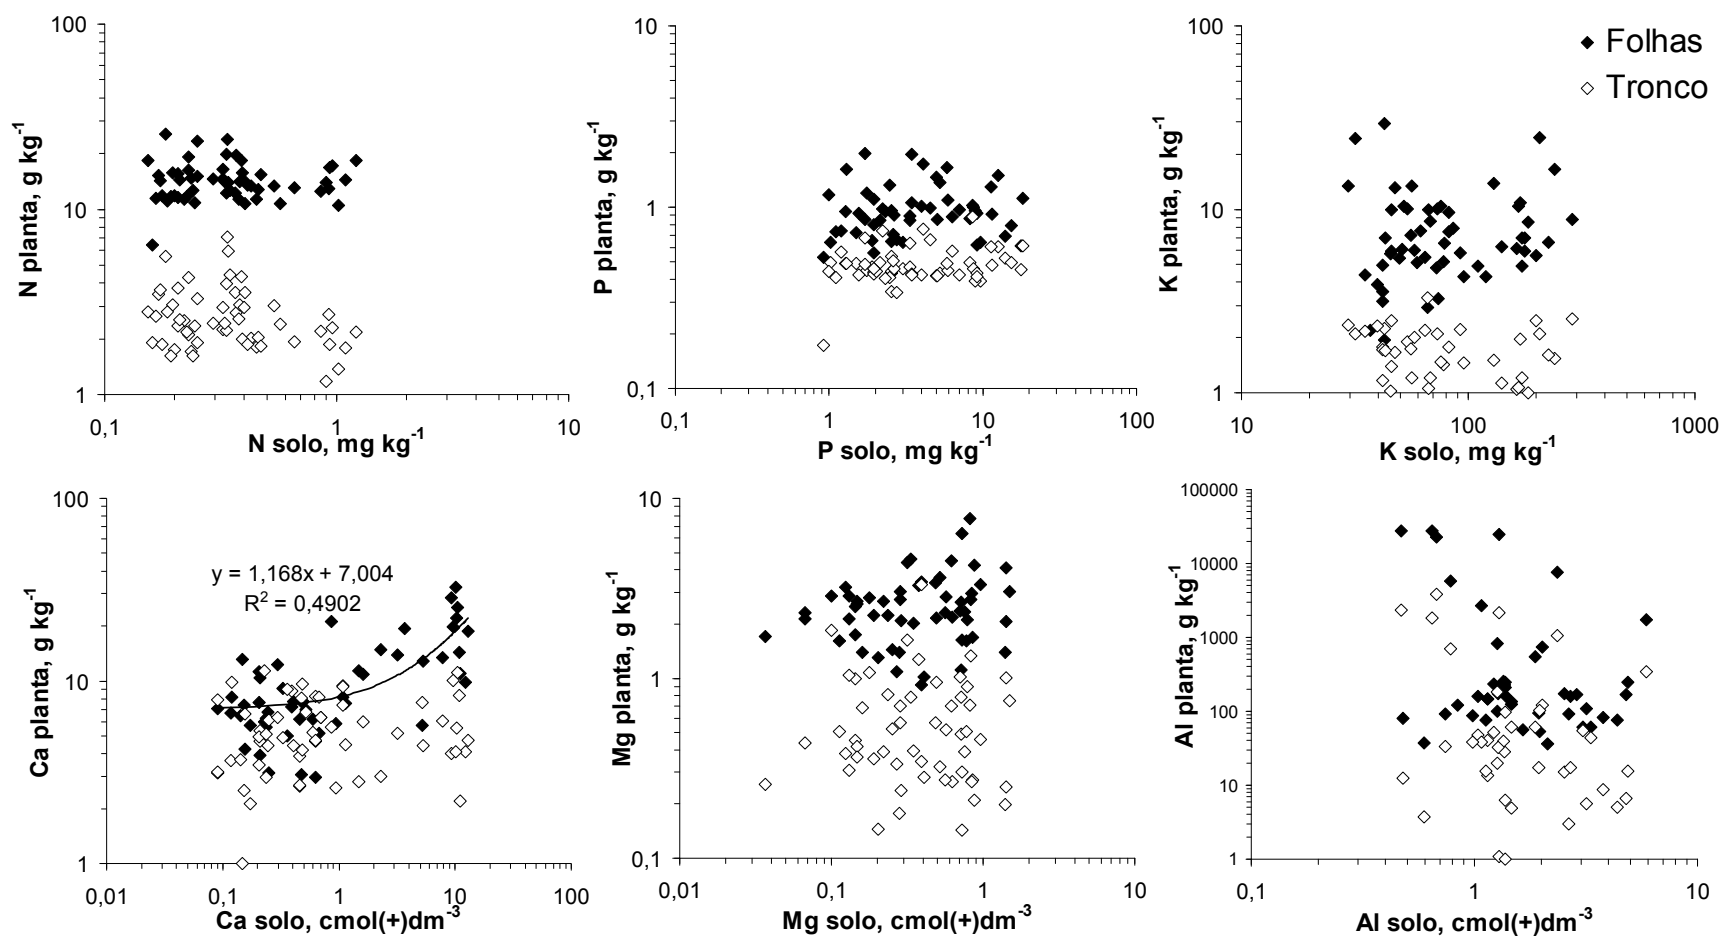 100
10
1
0,1
1
10
N planta, g kg-1
N solo, mg kg-1
10
1
0,1
0,1
1
10
100
P planta, g kg-1
P solo, mg kg-1
100
10
1
10
100
1000
K planta, g kg-1
K solo, mg kg-1
Folhas
Tronco
100
10
1
0,01
0,1
1
10
100
y = 1,168x + 7,004
R2 = 0,4902
Ca planta, g kg-1
Ca solo, cmol(+)dm-3
10
1
0,1
0,01
0,1
1
10
Mg planta, g kg-1
Mg solo, cmol(+)dm-3
100000
10000
1000
100
10
1
0,1
1
10
Al planta, g kg-1
Al solo, cmol(+)dm-3